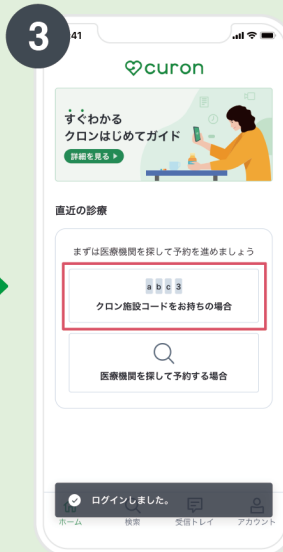 3
41
curon
すぐわかる
クロンはじめてガイド
詳細を見る
直近の診療
まずは医療機関を探して予約を進めましょう
a b c 3
クロン施設コードをお持ちの場合
医療機関を探して予約する場合
ログインしました。
ホーム 検索 受信トレイ アカウント